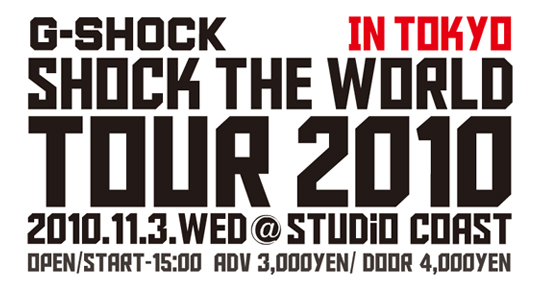 G-SHOCK IN TOKYO
SHOCK THE WORLD
TOUR 2010
2010.11.3.WED@STUDiO COAST
OPEN/START-15:00 ADV 3,000YEN/ DOOR 4,000YEN